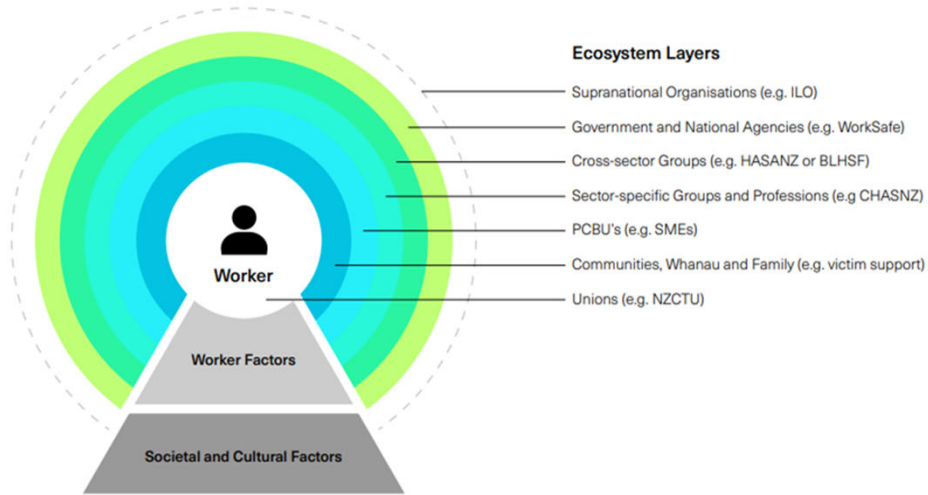 Ecosystem Layers
Supranational Organisations (e.g. ILO)
Government and National Agencies (e.g. WorkSafe)
Cross-sector Groups (e.g. HASANZ or BLHSF)
Sector-specific Groups and Professions (e.g CHASNZ)
PCBU's (e.g. SMEs)
Communities, Whanau and Family (e.g. victim support)
Unions (e.g. NZCTU)
Worker
Worker Factors
Societal and Cultural Factors